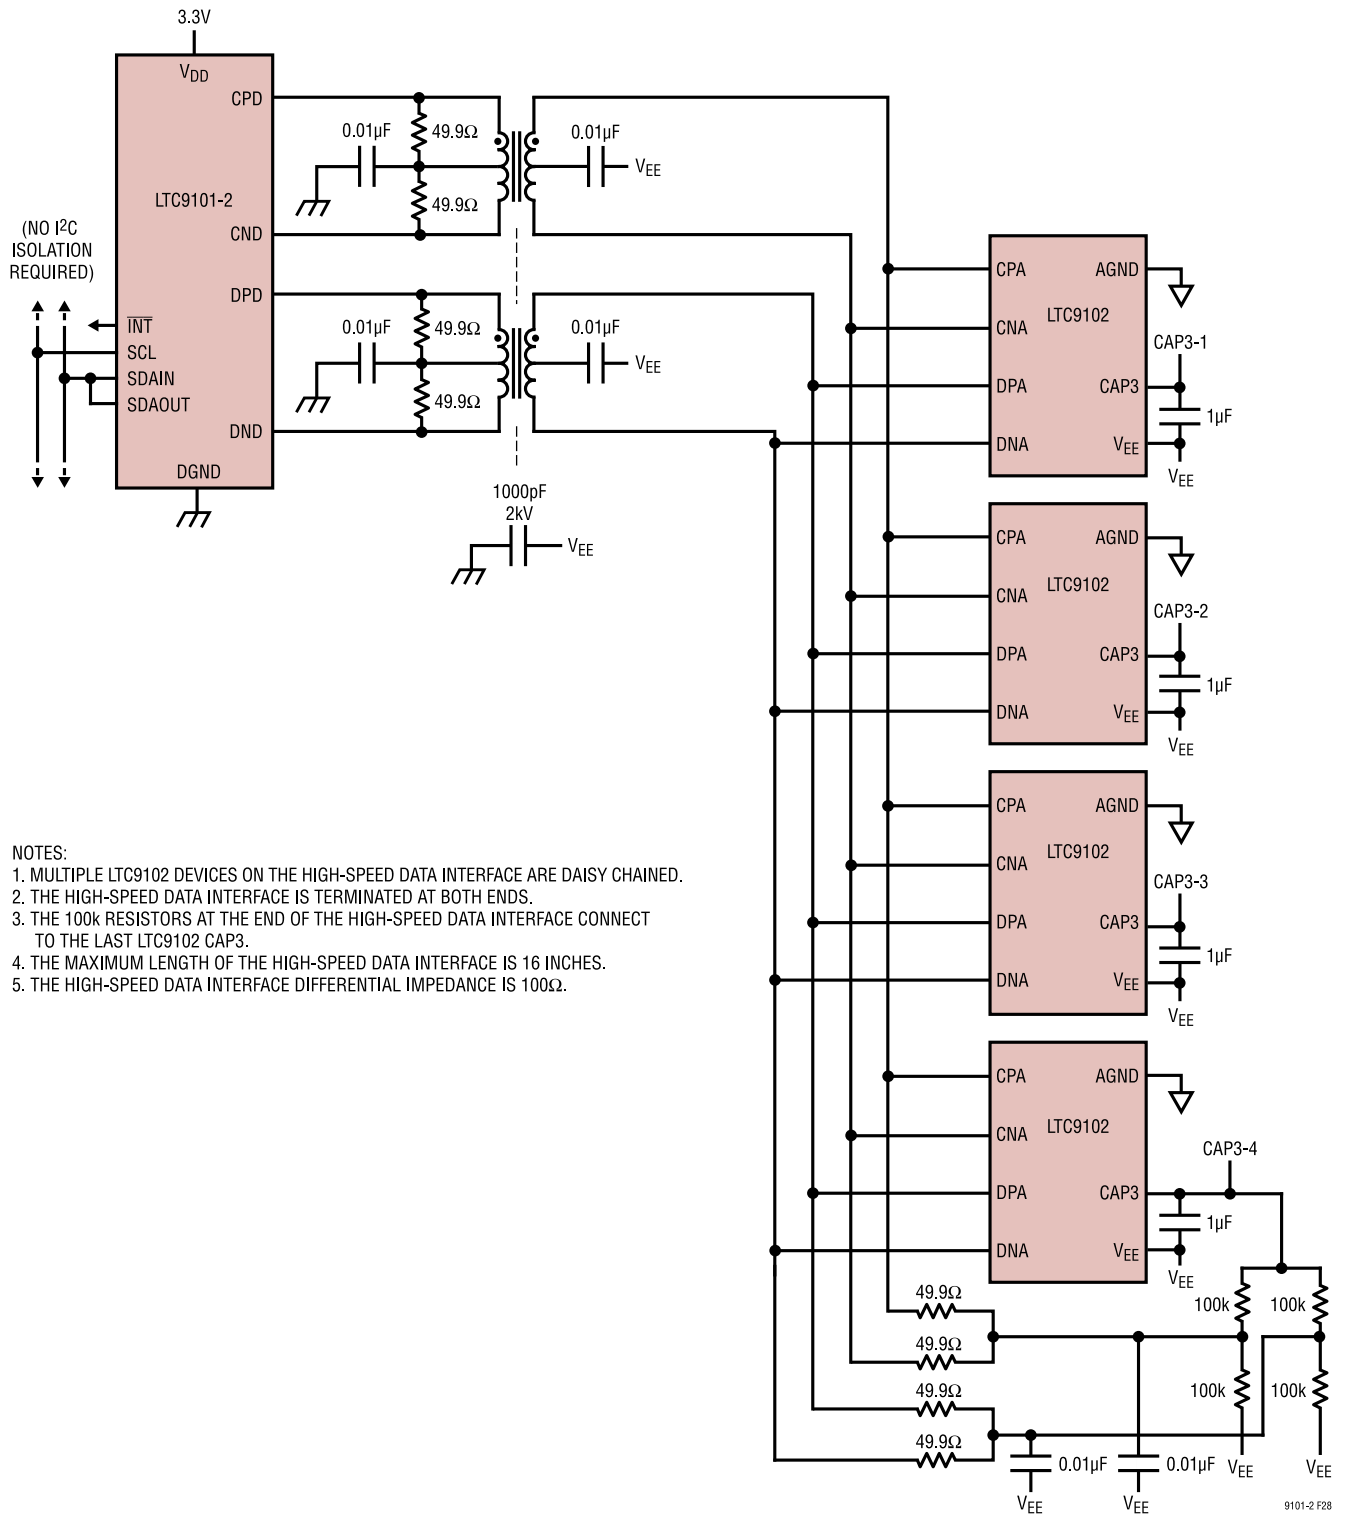 3.3V
VDD
CPD
LTC9101-2
CND
DPD
INT
SCL
SDAIN
SDAOUT
DND
DGND
(NO I2C
ISOLATION
REQUIRED)
0.01µF
49.9Ω
49.9Ω
0.01µF
VEE
0.01µF
49.9Ω
49.9Ω
0.01µF
VEE
1000pF
2kV
VEE
CPA
AGND
LTC9102
CNA
CAP3-1
DPA
CAP3
1µF
DNA
VEE
VEE
CPA
AGND
LTC9102
CNA
CAP3-2
DPA
CAP3
1µF
DNA
VEE
VEE
CPA
AGND
LTC9102
CNA
CAP3-3
DPA
CAP3
1µF
DNA
VEE
VEE
CPA
AGND
LTC9102
CNA
CAP3-4
DPA
CAP3
1µF
DNA
VEE
VEE
49.9Ω
49.9Ω
49.9Ω
49.9Ω
100k
100k
100k
100k
0.01µF
0.01µF
VEE
VEE
VEE
VEE
NOTES:
1. MULTIPLE LTC9102 DEVICES ON THE HIGH-SPEED DATA INTERFACE ARE DAISY CHAINED.
2. THE HIGH-SPEED DATA INTERFACE IS TERMINATED AT BOTH ENDS.
3. THE 100k RESISTORS AT THE END OF THE HIGH-SPEED DATA INTERFACE CONNECT
TO THE LAST LTC9102 CAP3.
4. THE MAXIMUM LENGTH OF THE HIGH-SPEED DATA INTERFACE IS 16 INCHES.
5. THE HIGH-SPEED DATA INTERFACE DIFFERENTIAL IMPEDANCE IS 100Ω.
9101-2 F28